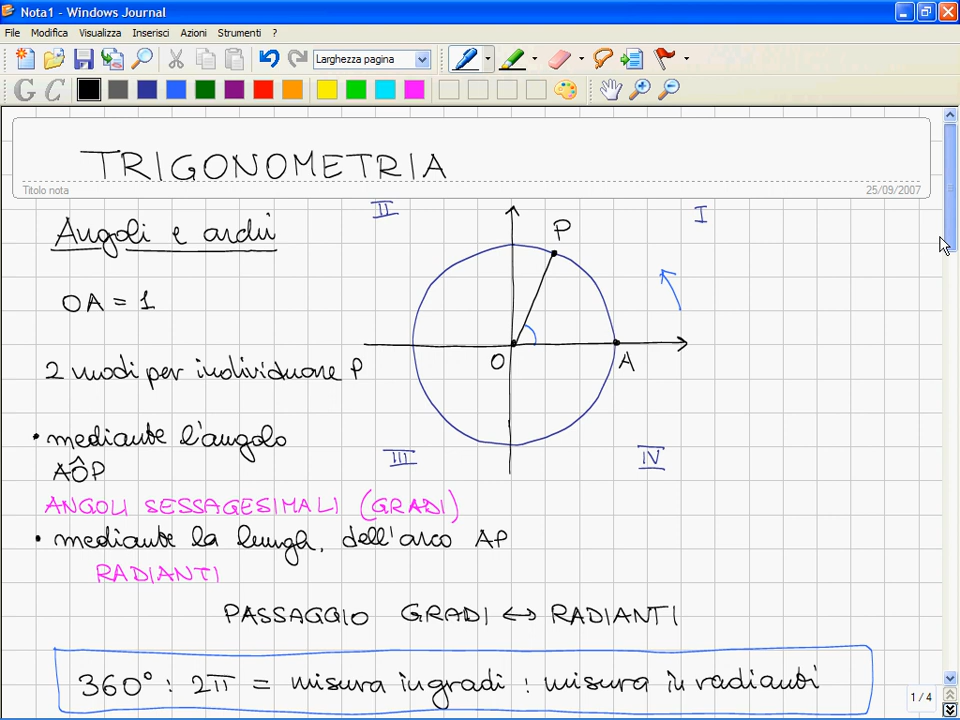 Nota1 - Windows Journal
File Modifica Visualizza Inserisci Azioni Strumenti ?
Larghezza pagina
G C
TRIGONOMETRIA
Titolo nota
25/09/2007
II
I
Angoli e archi
P
OA = 1
O
A
2 modi per individuare P
• mediante l'angolo
AÔP
III
IV
ANGOLI SESSAGESIMALI (GRADI)
• mediante la lungh. dell'arco AP
RADIANTI
PASSAGGIO GRADI ↔ RADIANTI
360° : 2π = misura in gradi : misura in radianti
1 / 4